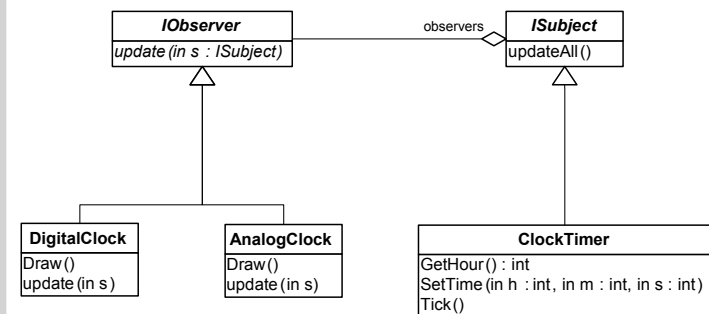 IObserver
update(in s : ISubject)
observers
ISubject
updateAll()
DigitalClock
Draw()
update(in s)
AnalogClock
Draw()
update(in s)
ClockTimer
GetHour() : int
SetTime(in h : int, in m : int, in s : int)
Tick()